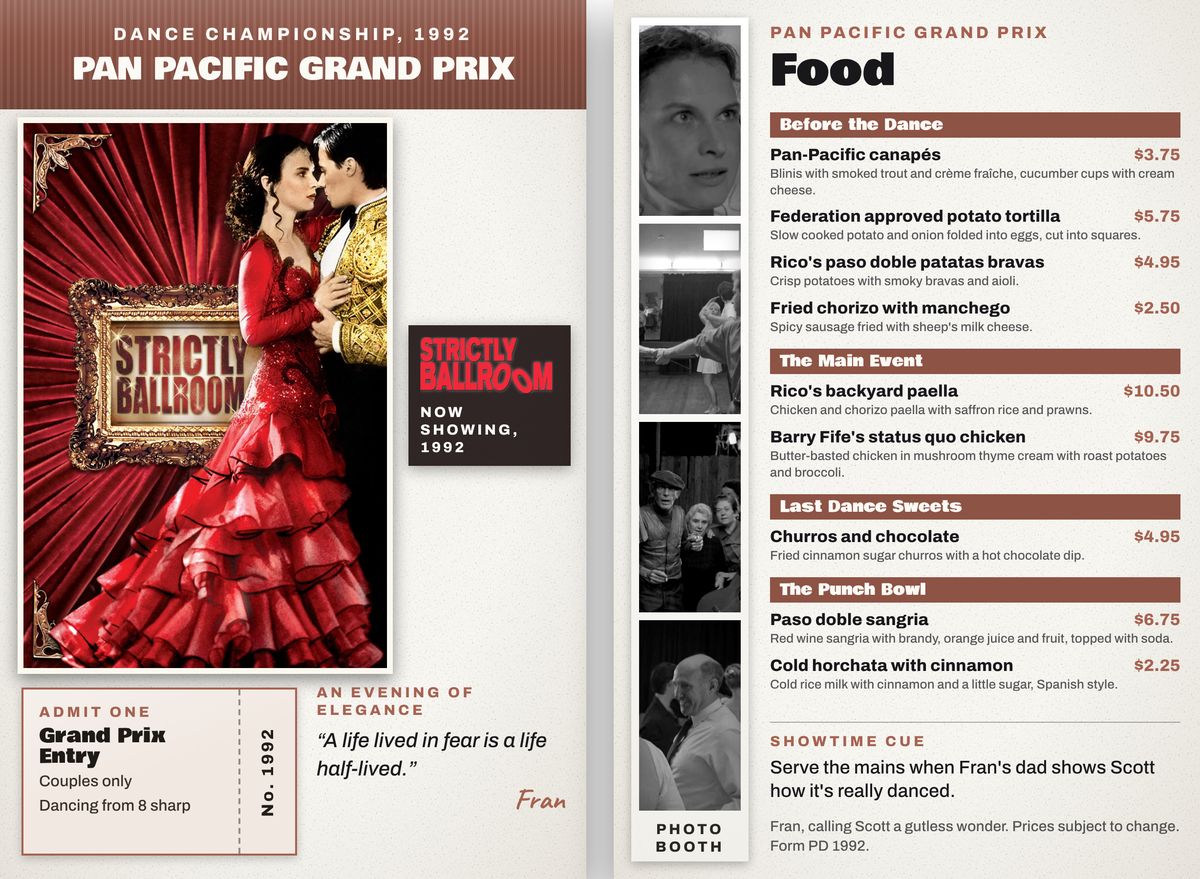 DANCE CHAMPIONSHIP, 1992
PAN PACIFIC GRAND PRIX
STRICTLY
BALLROOM
STRICTLY
BALLROOM
NOW
SHOWING,
1992
ADMIT ONE
Grand Prix
Entry
Couples only
Dancing from 8 sharp
No. 1992
AN EVENING OF
ELEGANCE
“A life lived in fear is a life
half-lived.”
Fran
PHOTO
BOOTH
PAN PACIFIC GRAND PRIX
Food
Before the Dance
Pan-Pacific canapés $3.75
Blinis with smoked trout and crème fraîche, cucumber cups with cream
cheese.
Federation approved potato tortilla $5.75
Slow cooked potato and onion folded into eggs, cut into squares.
Rico's paso doble patatas bravas $4.95
Crisp potatoes with smoky bravas and aioli.
Fried chorizo with manchego $2.50
Spicy sausage fried with sheep's milk cheese.
The Main Event
Rico's backyard paella $10.50
Chicken and chorizo paella with saffron rice and prawns.
Barry Fife's status quo chicken $9.75
Butter-basted chicken in mushroom thyme cream with roast potatoes
and broccoli.
Last Dance Sweets
Churros and chocolate $4.95
Fried cinnamon sugar churros with a hot chocolate dip.
The Punch Bowl
Paso doble sangria $6.75
Red wine sangria with brandy, orange juice and fruit, topped with soda.
Cold horchata with cinnamon $2.25
Cold rice milk with cinnamon and a little sugar, Spanish style.
SHOWTIME CUE
Serve the mains when Fran's dad shows Scott
how it's really danced.
Fran, calling Scott a gutless wonder. Prices subject to change.
Form PD 1992.